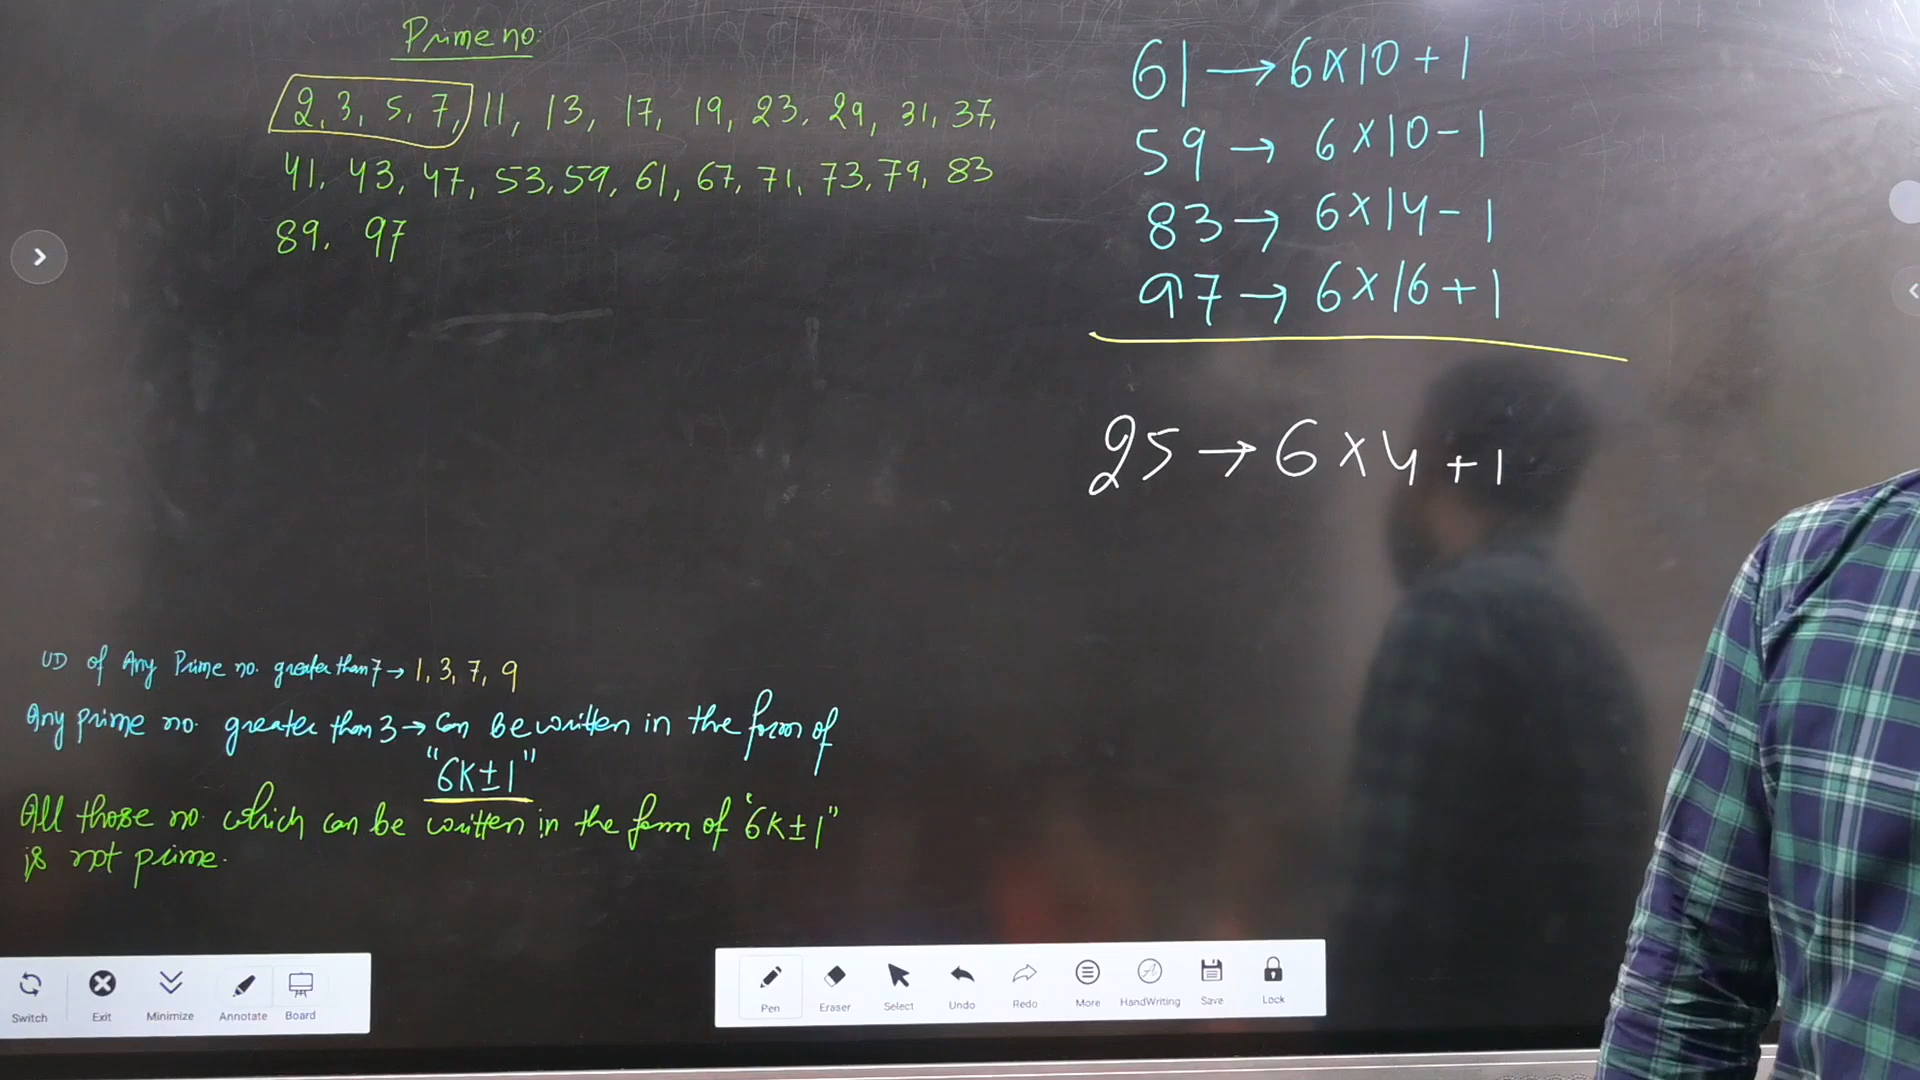 Prime no.
2, 3, 5, 7, 11, 13, 17, 19, 23, 29, 31, 37,
41, 43, 47, 53, 59, 61, 67, 71, 73, 79, 83
89, 97
61 → 6×10 + 1
59 → 6×10 - 1
83 → 6×14 - 1
97 → 6×16 + 1
25 → 6×4 + 1
UD of Any Prime no. greater than 7 → 1, 3, 7, 9
Any prime no. greater than 3 → Can be written in the form of
"6K±1"
All those no. which can be written in the form of "6K±1"
is not prime.
Switch Exit Minimize Annotate Board
Pen Eraser Select Undo Redo More HandWriting Save Lock